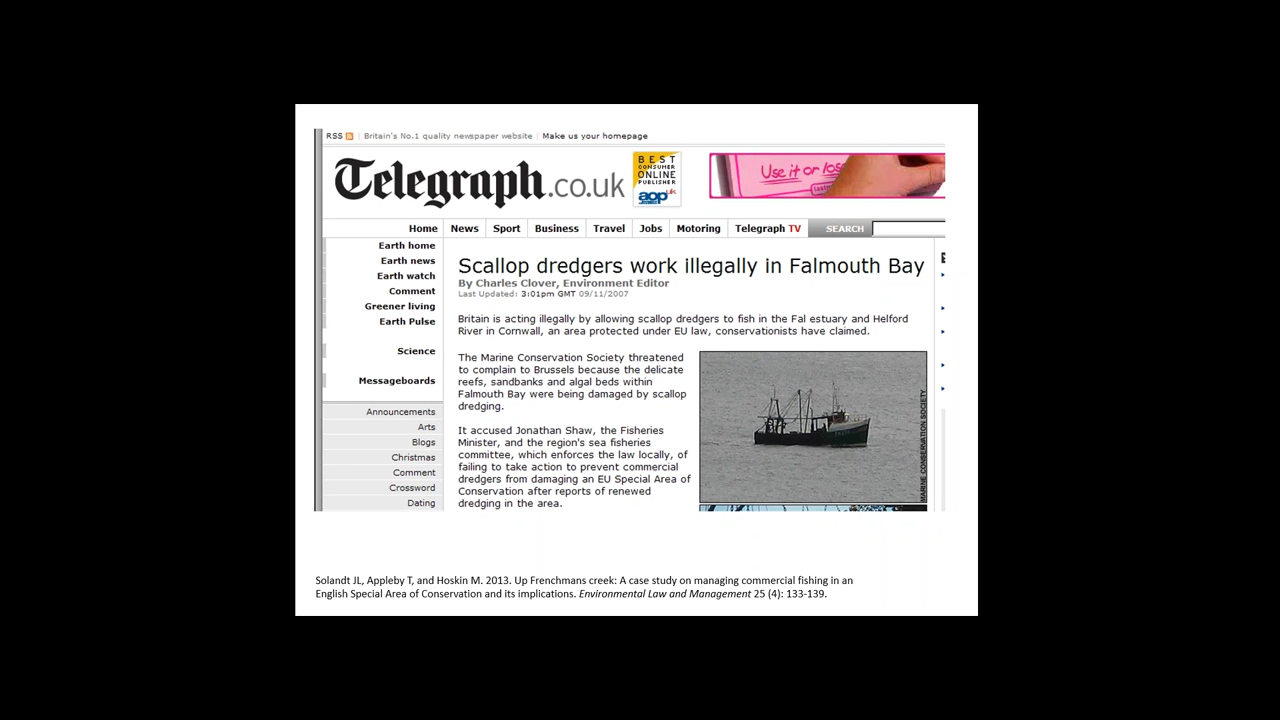 RSS | Britain's No.1 quality newspaper website | Make us your homepage
Telegraph.co.uk
BEST
CONSUMER
ONLINE
PUBLISHER
aop uk
Use it or los
Home News Sport Business Travel Jobs Motoring Telegraph TV SEARCH
Earth home
Earth news
Earth watch
Comment
Greener living
Earth Pulse
Science
Messageboards
Announcements
Arts
Blogs
Christmas
Comment
Crossword
Dating
Scallop dredgers work illegally in Falmouth Bay
By Charles Clover, Environment Editor
Last Updated: 3:01pm GMT 09/11/2007
Britain is acting illegally by allowing scallop dredgers to fish in the Fal estuary and Helford
River in Cornwall, an area protected under EU law, conservationists have claimed.
The Marine Conservation Society threatened
to complain to Brussels because the delicate
reefs, sandbanks and algal beds within
Falmouth Bay were being damaged by scallop
dredging.
It accused Jonathan Shaw, the Fisheries
Minister, and the region's sea fisheries
committee, which enforces the law locally, of
failing to take action to prevent commercial
dredgers from damaging an EU Special Area of
Conservation after reports of renewed
dredging in the area.
MARINE CONSERVATION SOCIETY
Solandt JL, Appleby T, and Hoskin M. 2013. Up Frenchmans creek: A case study on managing commercial fishing in an
English Special Area of Conservation and its implications. Environmental Law and Management 25 (4): 133-139.